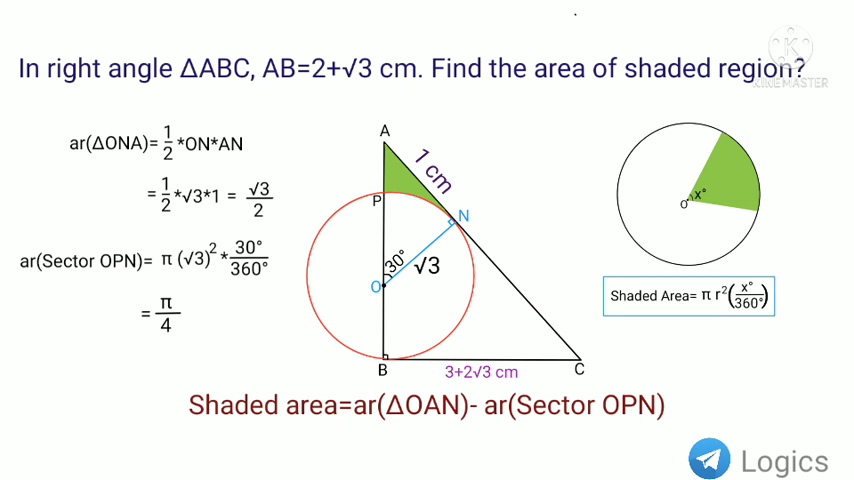 In right angle ΔABC, AB=2+√3 cm. Find the area of shaded region?
KINEMASTER
ar(ΔONA)= 1/2 *ON*AN
= 1/2 *√3*1 = √3/2
ar(Sector OPN)= π (√3)² * 30°/360°
= π/4
A
1 cm
P
N
30°
√3
O
B
3+2√3 cm
C
x°
O
Shaded Area= π r²(x°/360°)
Shaded area=ar(ΔOAN)- ar(Sector OPN)
Logics